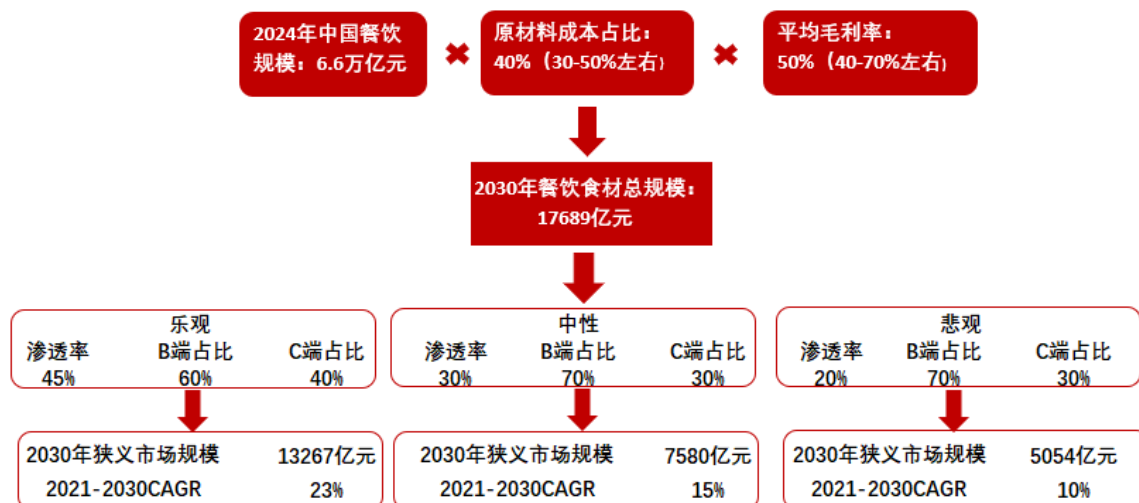 2024年中国餐饮
规模：6.6万亿元
原材料成本占比：
40%（30-50%左右）
平均毛利率：
50%（40-70%左右）
2030年餐饮食材总规模：
17689亿元
乐观
渗透率 B端占比 C端占比
45% 60% 40%
中性
渗透率 B端占比 C端占比
30% 70% 30%
悲观
渗透率 B端占比 C端占比
20% 70% 30%
2030年狭义市场规模 13267亿元
2021-2030CAGR 23%
2030年狭义市场规模 7580亿元
2021-2030CAGR 15%
2030年狭义市场规模 5054亿元
2021-2030CAGR 10%